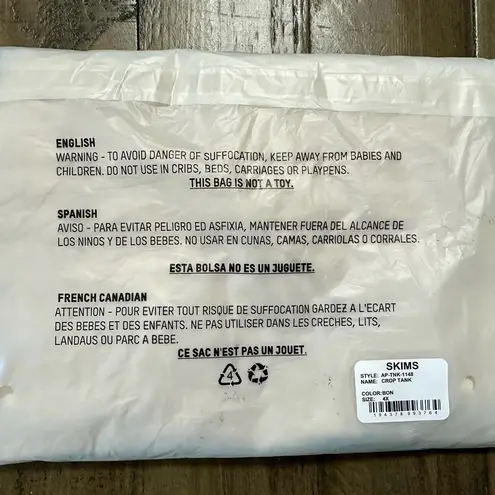 ENGLISH
WARNING - TO AVOID DANGER OF SUFFOCATION, KEEP AWAY FROM BABIES AND
CHILDREN. DO NOT USE IN CRIBS, BEDS, CARRIAGES OR PLAYPENS.
THIS BAG IS NOT A TOY.
SPANISH
AVISO - PARA EVITAR PELIGRO ED ASFIXIA, MANTENER FUERA DEL ALCANCE DE
LOS NINOS Y DE LOS BEBES. NO USAR EN CUNAS, CAMAS, CARRIOLAS O CORRALES.
ESTA BOLSA NO ES UN JUGUETE.
FRENCH CANADIAN
ATTENTION - POUR EVITER TOUT RISQUE DE SUFFOCATION GARDEZ A L'ECART
DES BEBES ET DES ENFANTS. NE PAS UTILISER DANS LES CRECHES, LITS,
LANDAUS OU PARC A BEBE.
CE SAC N'EST PAS UN JOUET.
4
SKIMS
STYLE: AP-TNK-1148
NAME: CROP TANK
COLOR:BON
SIZE: 4X